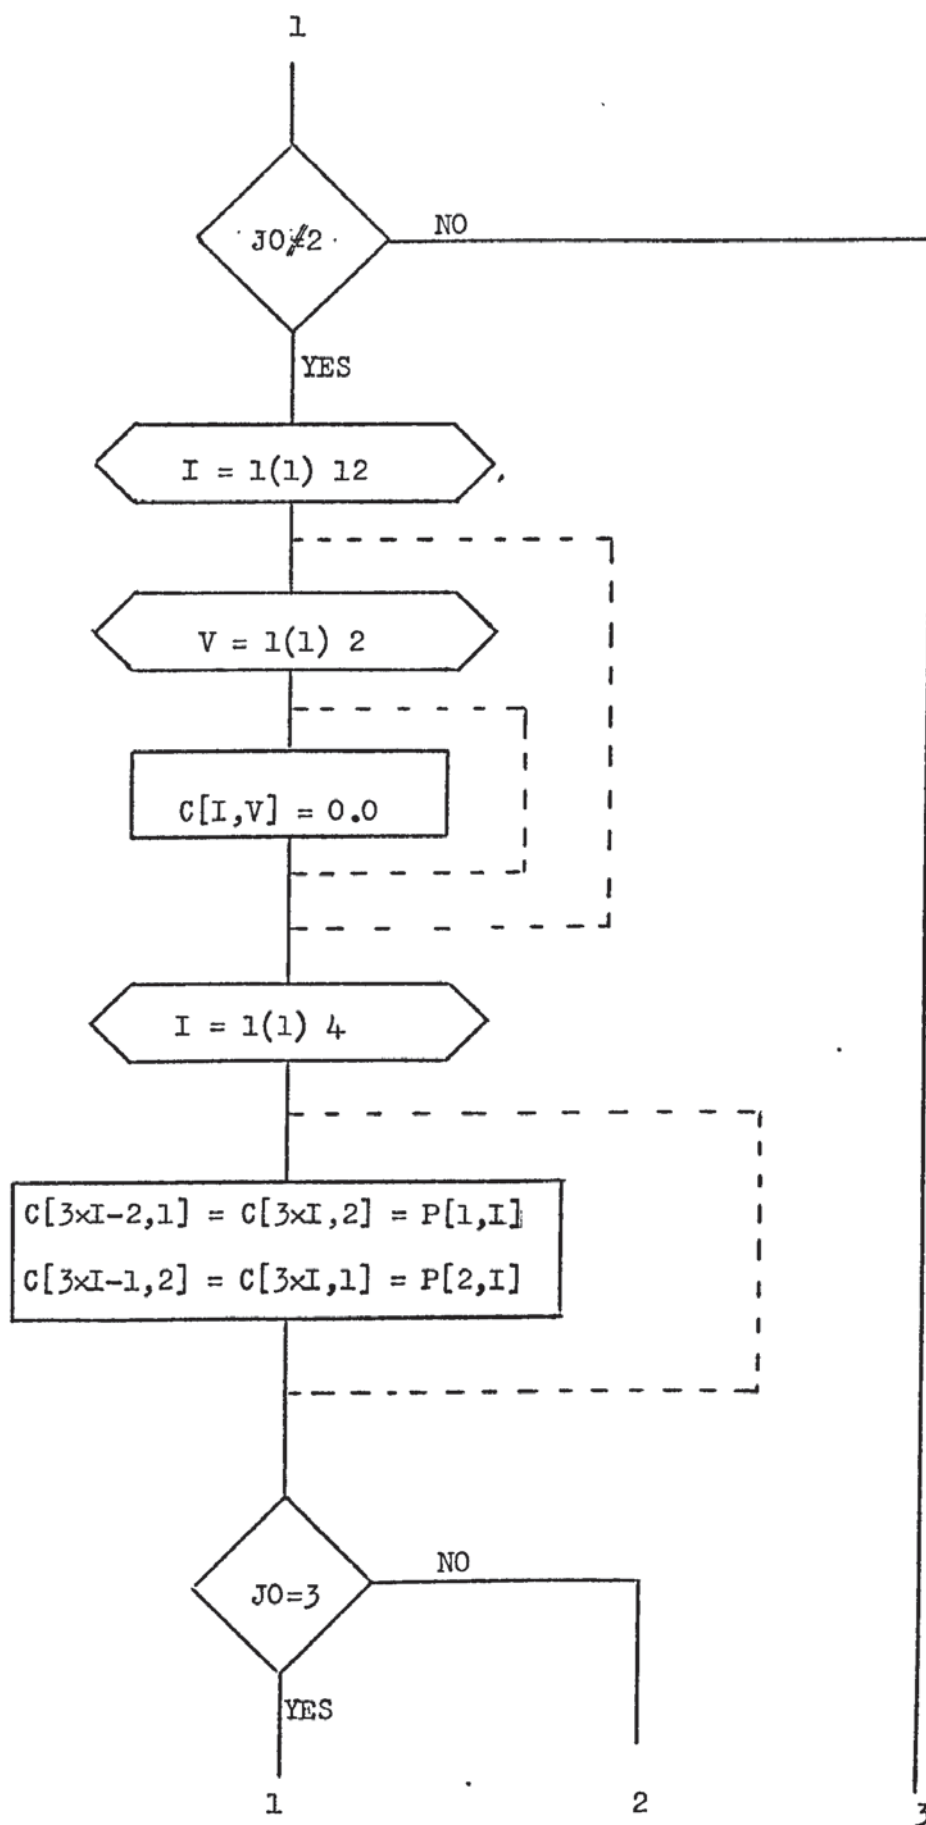 1
JO≠2
NO
YES
I = 1(1) 12
V = 1(1) 2
C[I,V] = 0.0
I = 1(1) 4
C[3×I-2,1] = C[3×I,2] = P[1,I]
C[3×I-1,2] = C[3×I,1] = P[2,I]
JO=3
NO
YES
1
2
3